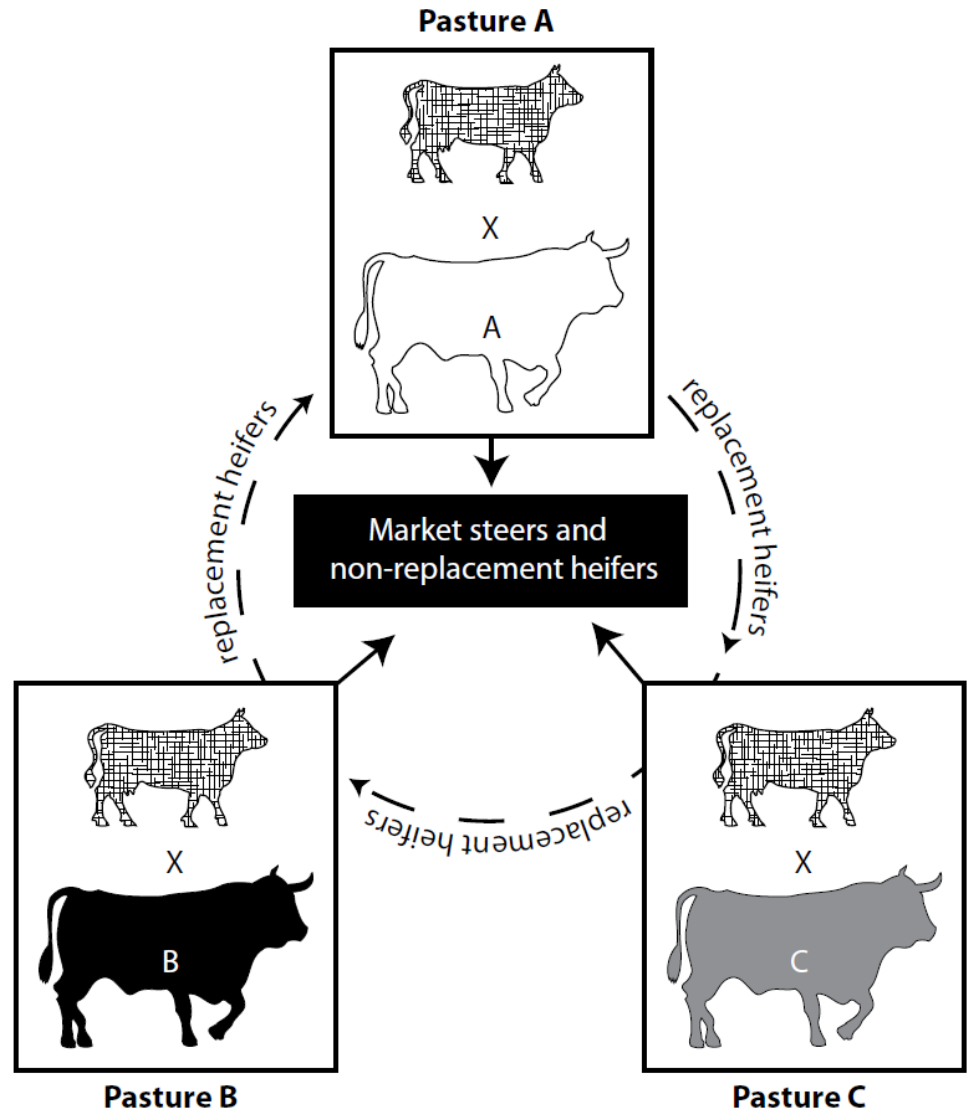 Pasture A
X
A
replacement heifers
replacement heifers
Market steers and
non-replacement heifers
X
B
Pasture B
replacement heifers
X
C
Pasture C